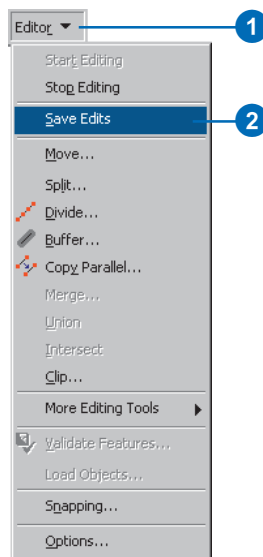 Editor
1
Start Editing
Stop Editing
Save Edits
2
Move...
Split...
Divide...
Buffer...
Copy Parallel...
Merge...
Union
Intersect
Clip...
More Editing Tools
Validate Features...
Load Objects...
Snapping...
Options...